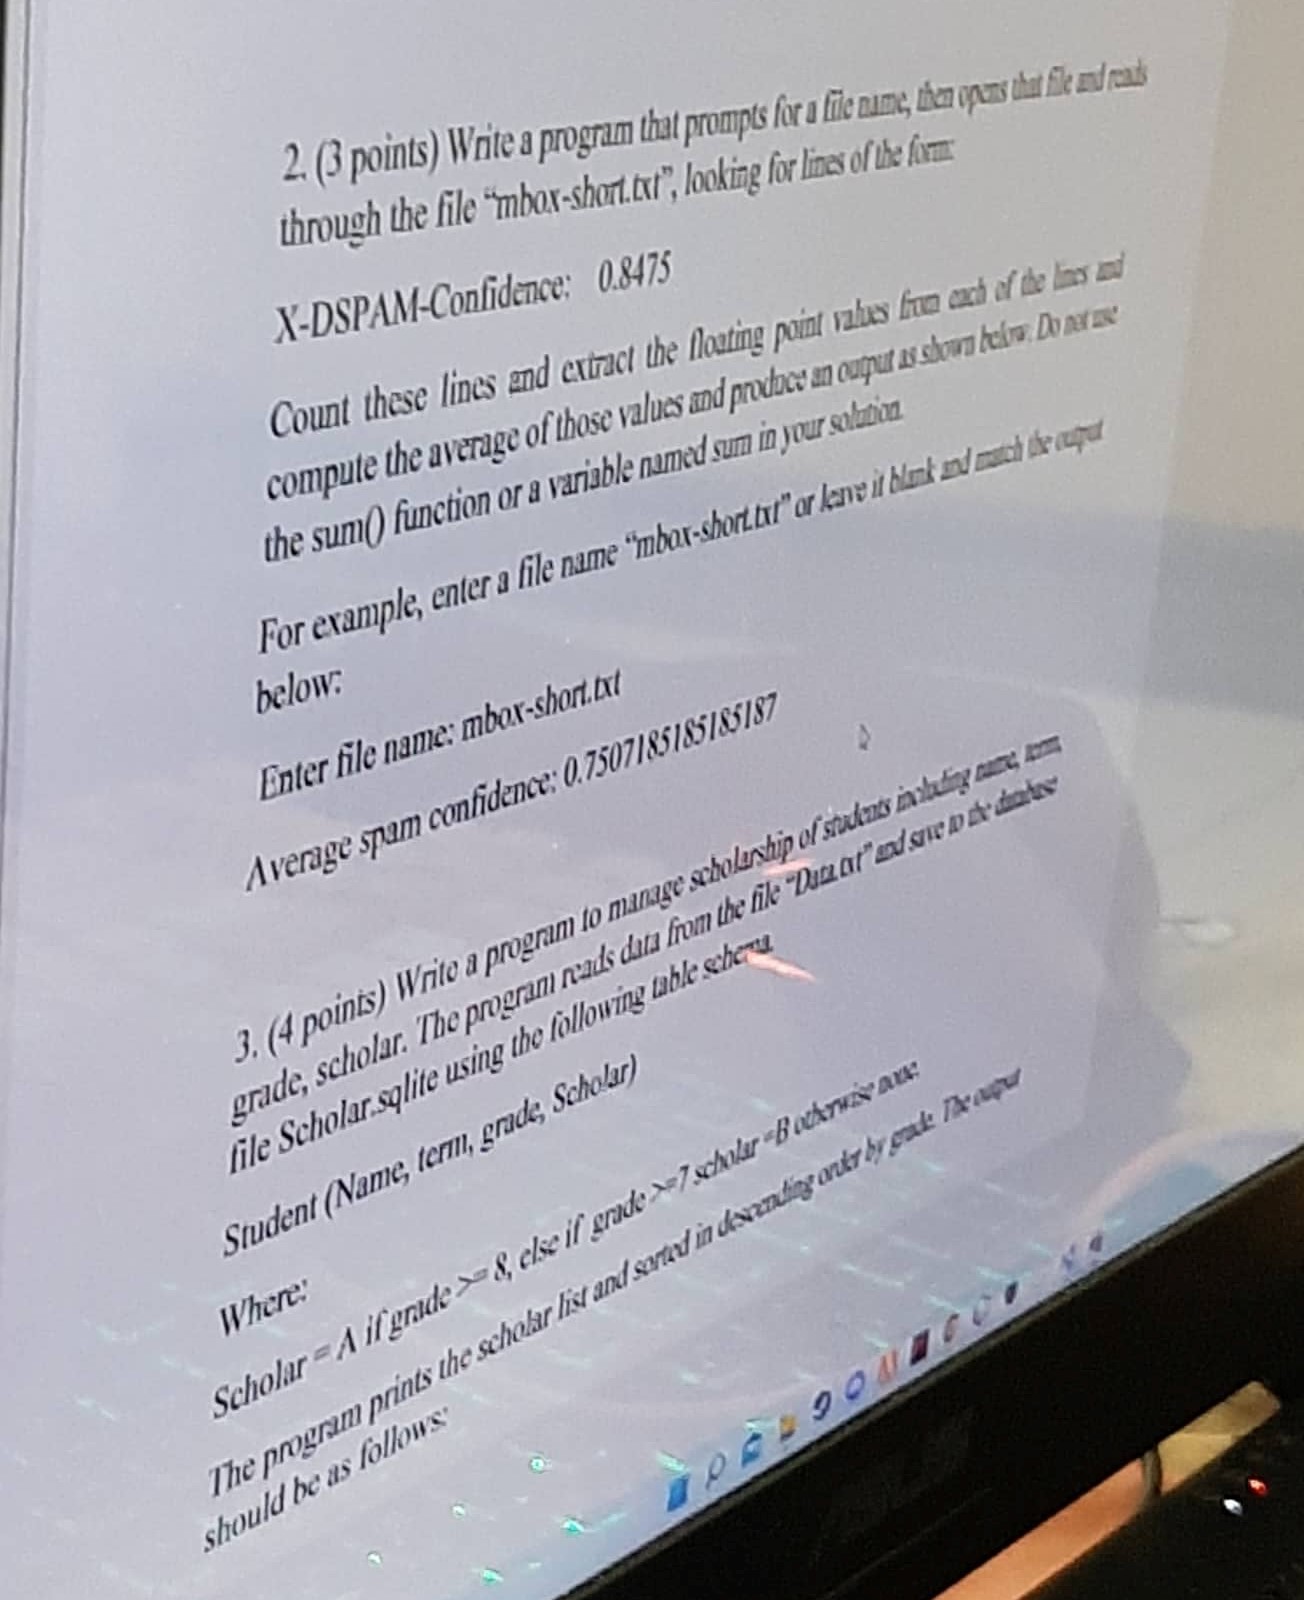 2. (3 points) Write a program that prompts for a file name, then opens that file and reads
through the file “mbox-short.txt”, looking for lines of the form:
X-DSPAM-Confidence: 0.8475
Count these lines and extract the floating point values from each of the lines and
compute the average of those values and produce an output as shown below. Do not use
the sum() function or a variable named sum in your solution.
For example, enter a file name “mbox-short.txt” or leave it blank and match the output
below:
Enter file name: mbox-short.txt
Average spam confidence: 0.7507185185185187
3. (4 points) Write a program to manage scholarship of students including name, term,
grade, scholar. The program reads data from the file “Data.txt” and save to the database
file Scholar.sqlite using the following table schema.
Student (Name, term, grade, Scholar)
Where:
Scholar = A if grade >= 8, else if grade >=7 scholar =B otherwise none.
The program prints the scholar list and sorted in descending order by grade. The output
should be as follows: